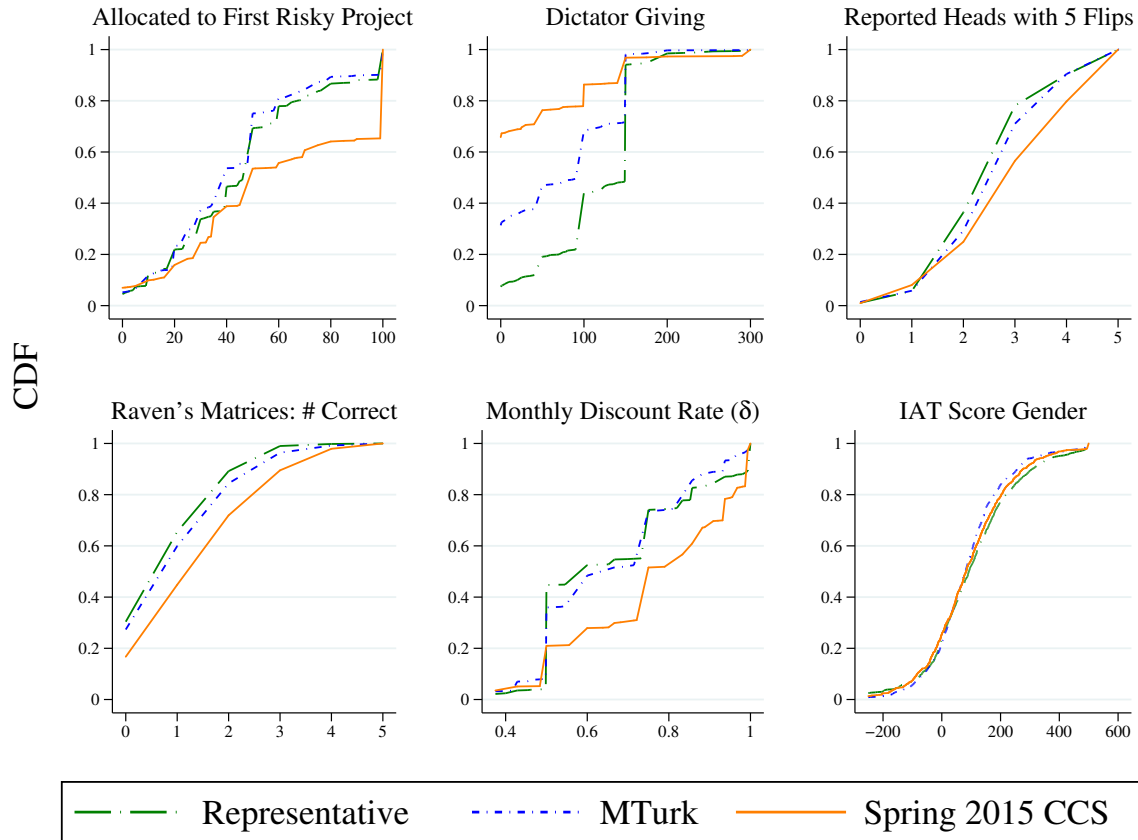 Allocated to First Risky Project
Dictator Giving
Reported Heads with 5 Flips
1
0.8
0.6
0.4
0.2
0
0 20 40 60 80 100
1
0.8
0.6
0.4
0.2
0
0 100 200 300
1
0.8
0.6
0.4
0.2
0
0 1 2 3 4 5
CDF
Raven's Matrices: # Correct
Monthly Discount Rate (δ)
IAT Score Gender
1
0.8
0.6
0.4
0.2
0
0 1 2 3 4 5
1
0.8
0.6
0.4
0.2
0
0.4 0.6 0.8 1
1
0.8
0.6
0.4
0.2
0
−200 0 200 400 600
Representative MTurk Spring 2015 CCS